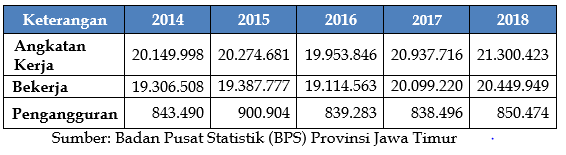 Keterangan 2014 2015 2016 2017 2018
Angkatan
Kerja 20.149.998 20.274.681 19.953.846 20.937.716 21.300.423
Bekerja 19.306.508 19.387.777 19.114.563 20.099.220 20.449.949
Pengangguran 843.490 900.904 839.283 838.496 850.474
Sumber: Badan Pusat Statistik (BPS) Provinsi Jawa Timur